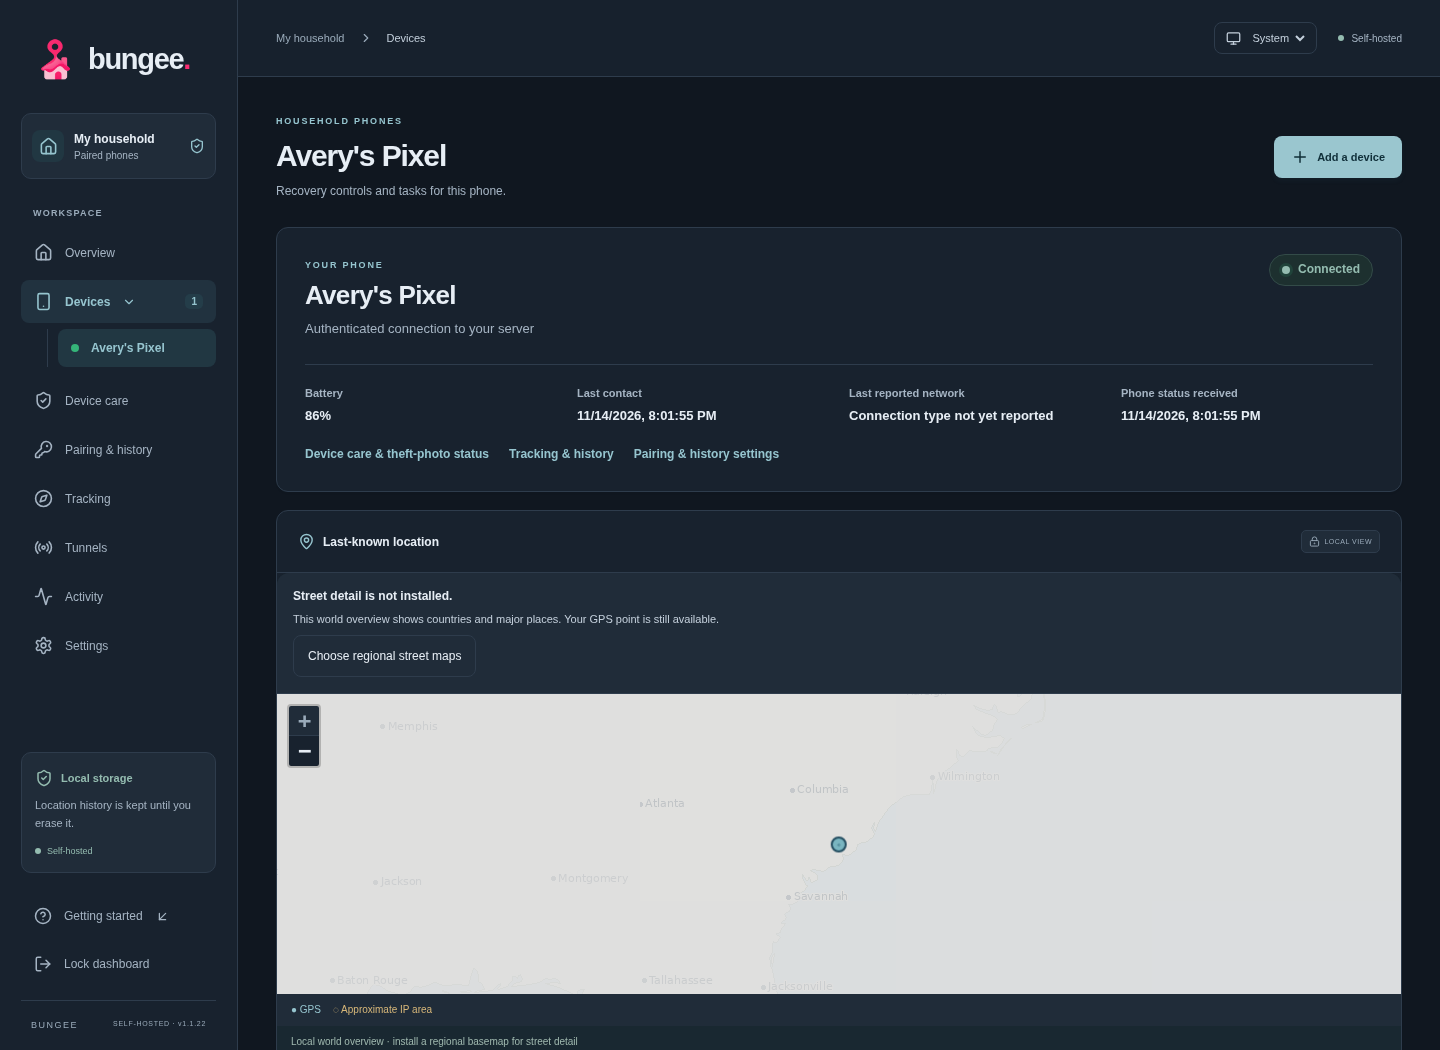 bungee.
My household
Paired phones
WORKSPACE
Overview
Devices
1
Avery's Pixel
Device care
Pairing & history
Tracking
Tunnels
Activity
Settings
Local storage
Location history is kept until you
erase it.
Self-hosted
Getting started
Lock dashboard
BUNGEE
SELF-HOSTED · v1.1.22
My household
Devices
System
Self-hosted
HOUSEHOLD PHONES
Avery's Pixel
Recovery controls and tasks for this phone.
Add a device
YOUR PHONE
Connected
Avery's Pixel
Authenticated connection to your server
Battery
86%
Last contact
11/14/2026, 8:01:55 PM
Last reported network
Connection type not yet reported
Phone status received
11/14/2026, 8:01:55 PM
Device care & theft-photo status
Tracking & history
Pairing & history settings
Last-known location
LOCAL VIEW
Street detail is not installed.
This world overview shows countries and major places. Your GPS point is still available.
Choose regional street maps
+
−
Memphis
Wilmington
Columbia
Atlanta
Jackson
Montgomery
Savannah
Baton Rouge
Tallahassee
Jacksonville
GPS
Approximate IP area
Local world overview · install a regional basemap for street detail